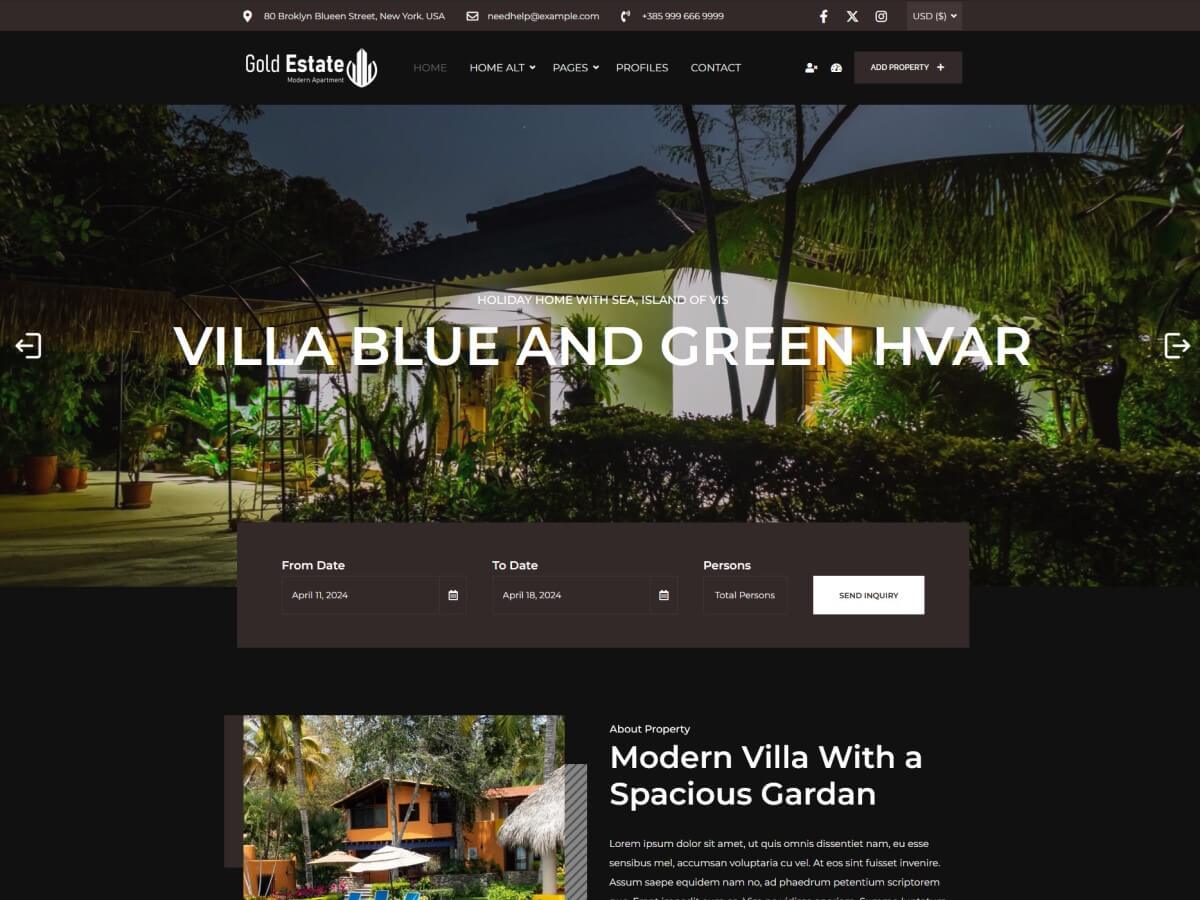 80 Broklyn Blueen Street, New York, USA
needhelp@example.com
+385 999 666 9999
USD ($)
Gold Estate
Modern Apartment
HOME
HOME ALT
PAGES
PROFILES
CONTACT
ADD PROPERTY
HOLIDAY HOME WITH SEA, ISLAND OF VIS
VILLA BLUE AND GREEN HVAR
From Date
To Date
Persons
April 11, 2024
April 18, 2024
Total Persons
SEND INQUIRY
About Property
Modern Villa With a
Spacious Gardan
Lorem ipsum dolor sit amet, ut quis omnis dissentiet nam, eu esse
sensibus mel, accumsan voluptaria cu vel. At eos sint fuisset invenire.
Assum saepe equidem nam no, ad phaedrum petentium scriptorem